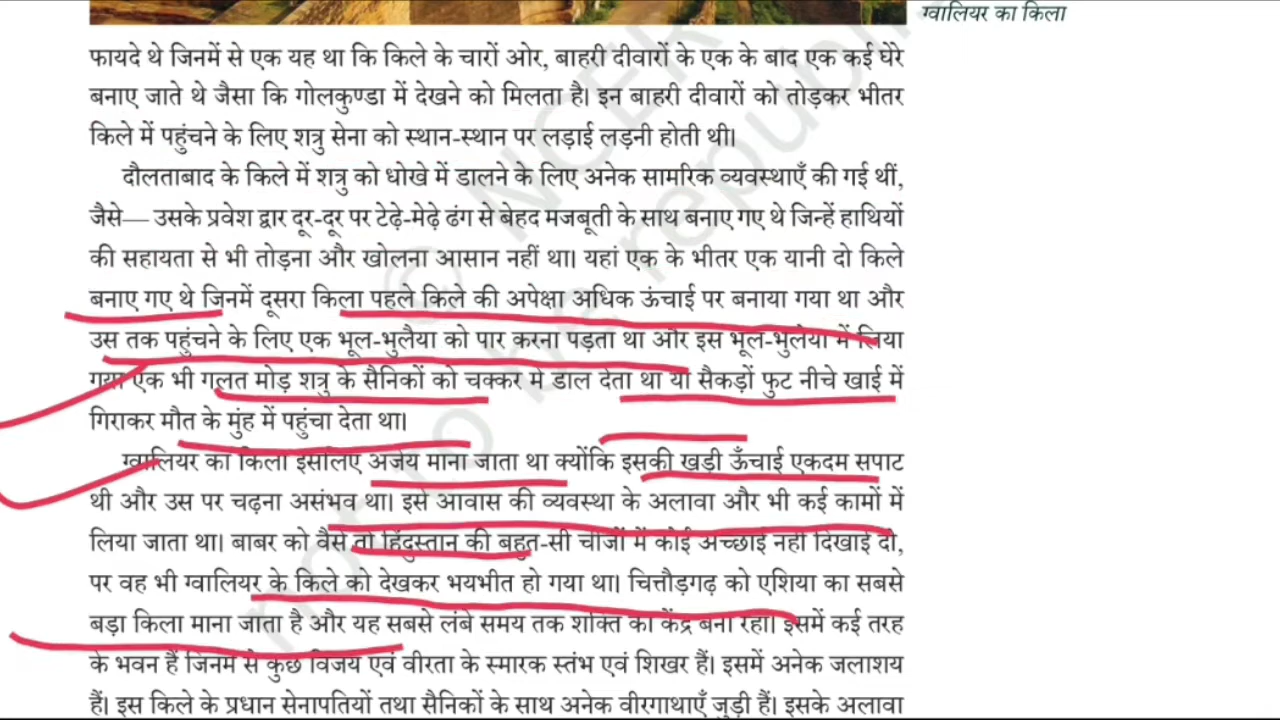 ग्वालियर का किला
फायदे थे जिनमें से एक यह था कि किले के चारों ओर, बाहरी दीवारों के एक के बाद एक कई घेरे
बनाए जाते थे जैसा कि गोलकुण्डा में देखने को मिलता है। इन बाहरी दीवारों को तोड़कर भीतर
किले में पहुंचने के लिए शत्रु सेना को स्थान-स्थान पर लड़ाई लड़नी होती थी।
दौलताबाद के किले में शत्रु को धोखे में डालने के लिए अनेक सामरिक व्यवस्थाएँ की गई थीं,
जैसे— उसके प्रवेश द्वार दूर-दूर पर टेढ़े-मेढ़े ढंग से बेहद मजबूती के साथ बनाए गए थे जिन्हें हाथियों
की सहायता से भी तोड़ना और खोलना आसान नहीं था। यहां एक के भीतर एक यानी दो किले
बनाए गए थे जिनमें दूसरा किला पहले किले की अपेक्षा अधिक ऊंचाई पर बनाया गया था और
उस तक पहुंचने के लिए एक भूल-भुलैया को पार करना पड़ता था और इस भूल-भुलैया में लिया
गया एक भी गलत मोड़ शत्रु के सैनिकों को चक्कर में डाल देता था या सैकड़ों फुट नीचे खाई में
गिराकर मौत के मुंह में पहुंचा देता था।
ग्वालियर का किला इसलिए अजेय माना जाता था क्योंकि इसकी खड़ी ऊँचाई एकदम सपाट
थी और उस पर चढ़ना असंभव था। इसे आवास की व्यवस्था के अलावा और भी कई कामों में
लिया जाता था। बाबर को वैसे तो हिंदुस्तान की बहुत-सी चीजों में कोई अच्छाई नहीं दिखाई दी,
पर वह भी ग्वालियर के किले को देखकर भयभीत हो गया था। चित्तौड़गढ़ को एशिया का सबसे
बड़ा किला माना जाता है और यह सबसे लंबे समय तक शक्ति का केंद्र बना रहा। इसमें कई तरह
के भवन हैं जिनमें से कुछ विजय एवं वीरता के स्मारक स्तंभ एवं शिखर हैं। इसमें अनेक जलाशय
हैं। इस किले के प्रधान सेनापतियों तथा सैनिकों के साथ अनेक वीरगाथाएँ जुड़ी हैं। इसके अलावा
© NCER
not to be republi